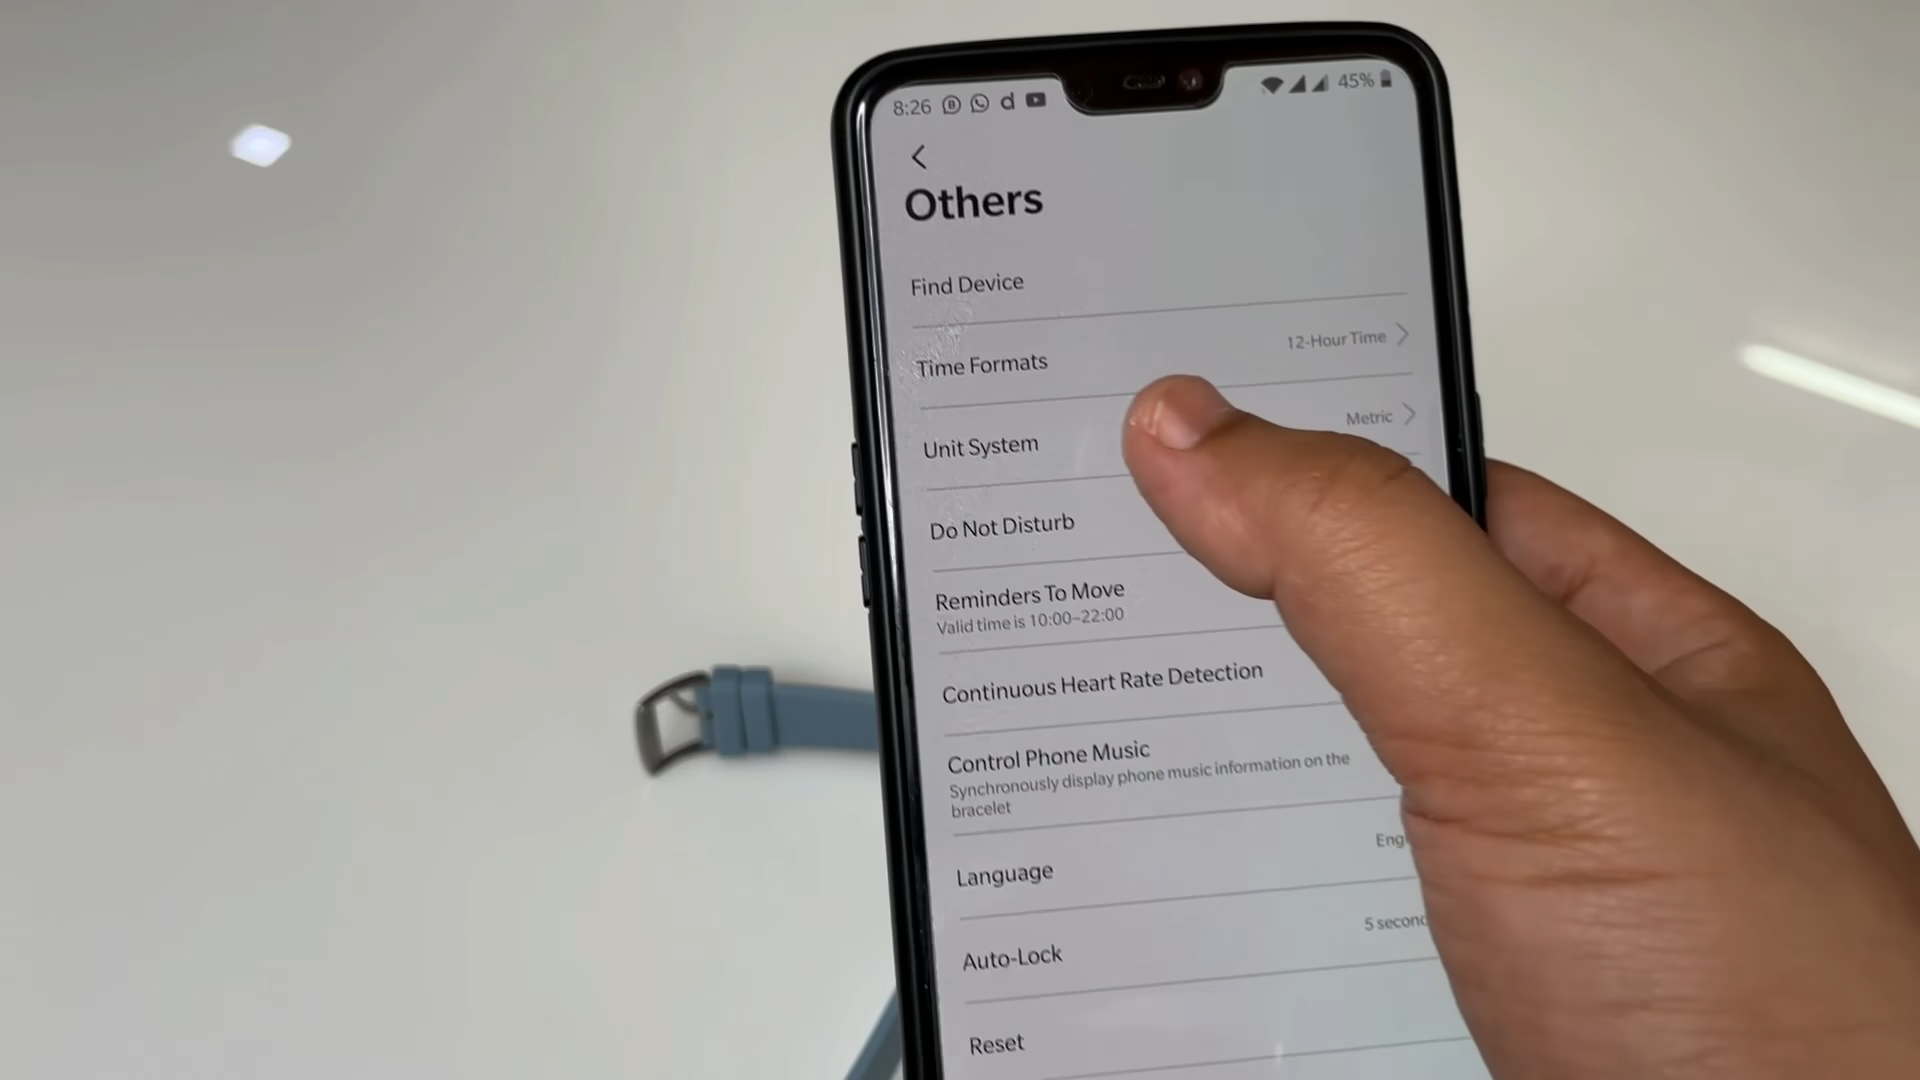 8:26
45%
Others
Find Device
Time Formats
12-Hour Time
Unit System
Metric
Do Not Disturb
Reminders To Move
Valid time is 10:00–22:00
Continuous Heart Rate Detection
Control Phone Music
Synchronously display phone music information on the
bracelet
Language
Eng
Auto-Lock
5 second
Reset